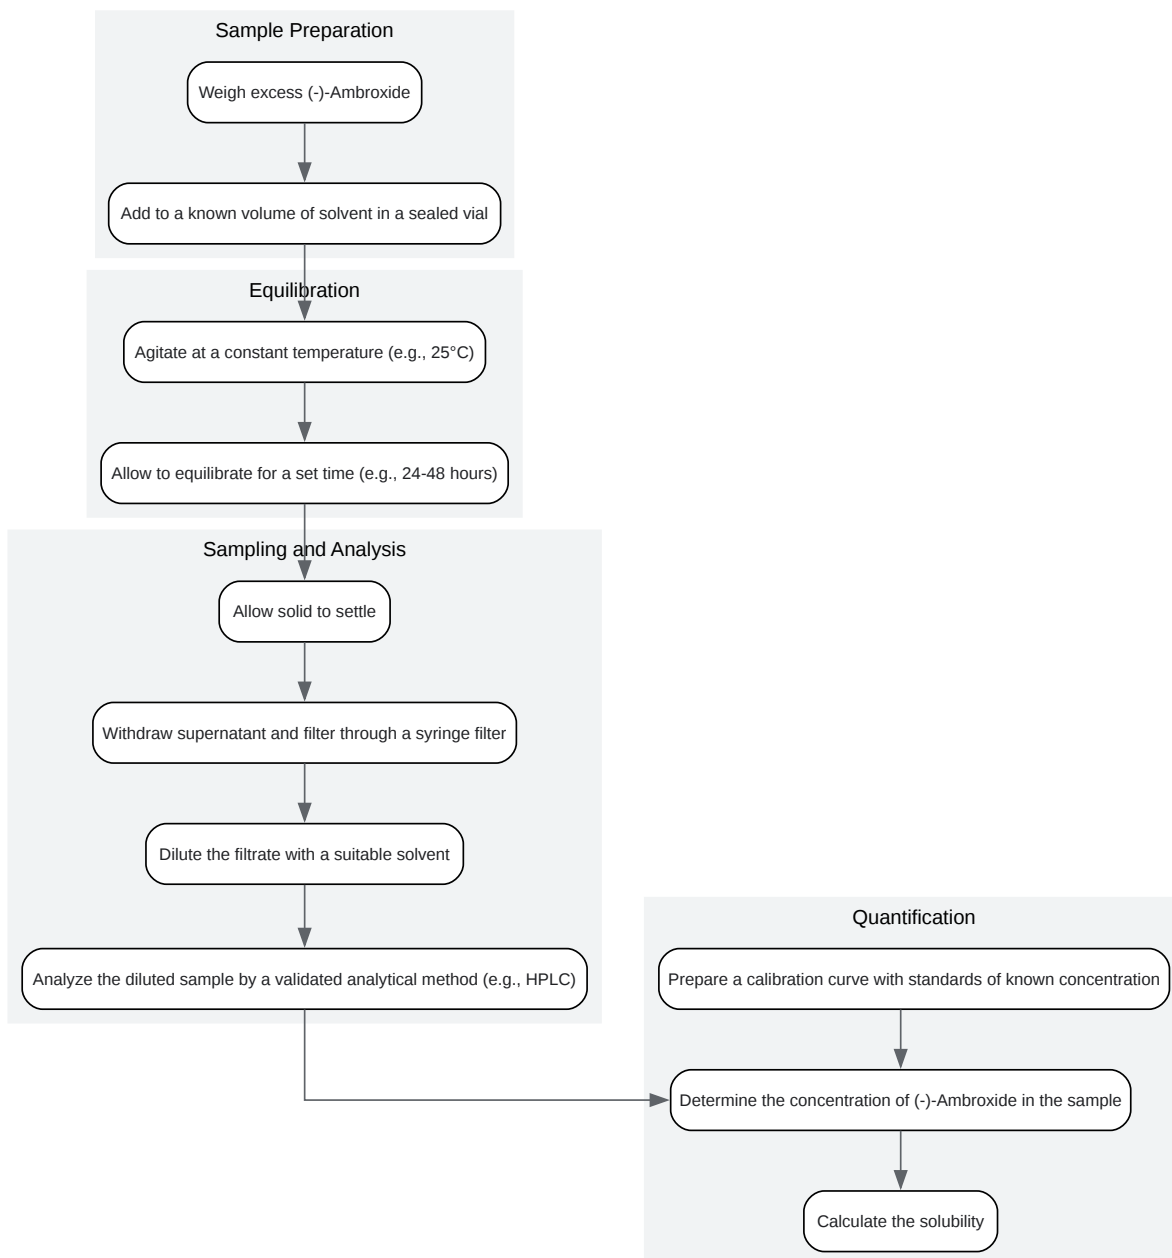 Sample Preparation
Weigh excess (-)-Ambroxide
Add to a known volume of solvent in a sealed vial
Equilibration
Agitate at a constant temperature (e.g., 25°C)
Allow to equilibrate for a set time (e.g., 24-48 hours)
Sampling and Analysis
Allow solid to settle
Withdraw supernatant and filter through a syringe filter
Dilute the filtrate with a suitable solvent
Analyze the diluted sample by a validated analytical method (e.g., HPLC)
Quantification
Prepare a calibration curve with standards of known concentration
Determine the concentration of (-)-Ambroxide in the sample
Calculate the solubility